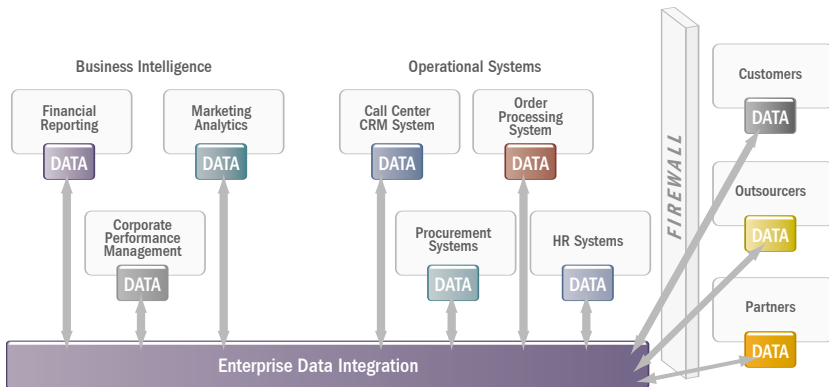 Business Intelligence
Operational Systems
Financial
Reporting
DATA
Marketing
Analytics
DATA
Corporate
Performance
Management
DATA
Call Center
CRM System
DATA
Order
Processing
System
DATA
Procurement
Systems
DATA
HR Systems
DATA
FIREWALL
Customers
DATA
Outsourcers
DATA
Partners
DATA
Enterprise Data Integration